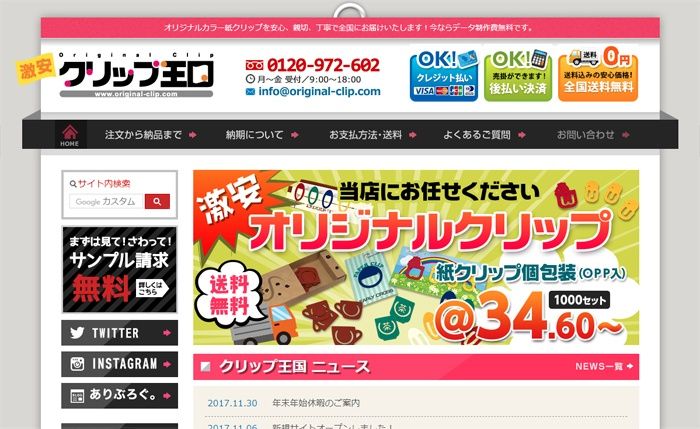 オリジナルカラー紙クリップを安心、親切、丁寧で全国にお届けいたします！今ならデータ制作費無料です。
激安
Original Clip
クリップ王国
www.original-clip.com
0120-972-602
月〜金 受付／9:00〜18:00
info@original-clip.com
OK!
クレジット払い
VISA
OK!
売掛ができます!
後払い決済
送料 0円
送料込みの安心価格!
全国送料無料
HOME
注文から納品まで
納期について
お支払方法・送料
よくあるご質問
お問い合わせ
サイト内検索
Google カスタム
まずは見て!さわって!
サンプル請求
無料
詳しくはこちら
TWITTER
INSTAGRAM
ありぶろぐ。
激安
当店にお任せください
オリジナルクリップ
送料無料
紙クリップ個包装(OPP入)
1000セット
@34.60〜
クリップ王国 ニュース
NEWS一覧
2017.11.30 年末年始休暇のご案内
2017.11.06 新規サイトオープンしました！